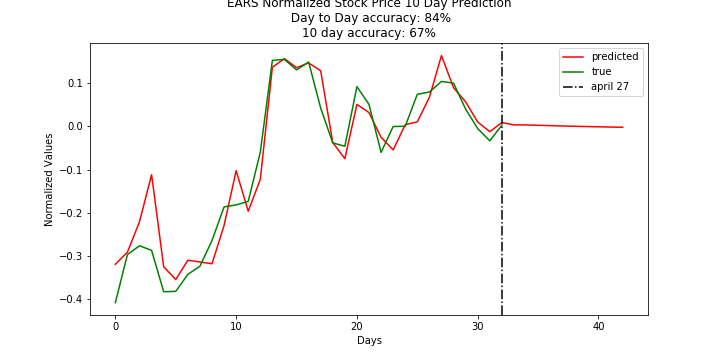 EARS Normalized Stock Price 10 Day Prediction
Day to Day accuracy: 84%
10 day accuracy: 67%
predicted
true
april 27
0.1
0.0
−0.1
−0.2
−0.3
−0.4
Normalized Values
0
10
20
30
40
Days